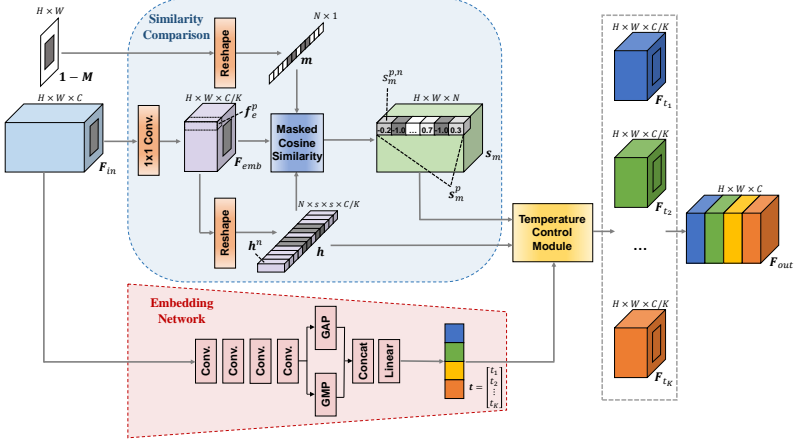 H × W
1 − M
Similarity
Comparison
Reshape
N × 1
m
H × W × C
F_in
1x1 Conv.
H × W × C/K
f_e^p
F_emb
Masked
Cosine
Similarity
s_m^{p,n}
H × W × N
-0.2 -1.0 ... 0.7 -1.0 0.3
s_m
s_m^p
Reshape
N × s × s × C/K
h^n
h
Temperature
Control
Module
H × W × C/K
F_{t_1}
H × W × C/K
F_{t_2}
...
H × W × C/K
F_{t_K}
H × W × C
F_out
Embedding
Network
Conv.
Conv.
Conv.
Conv.
GAP
GMP
Concat
Linear
t = [t_1
t_2
...
t_K]